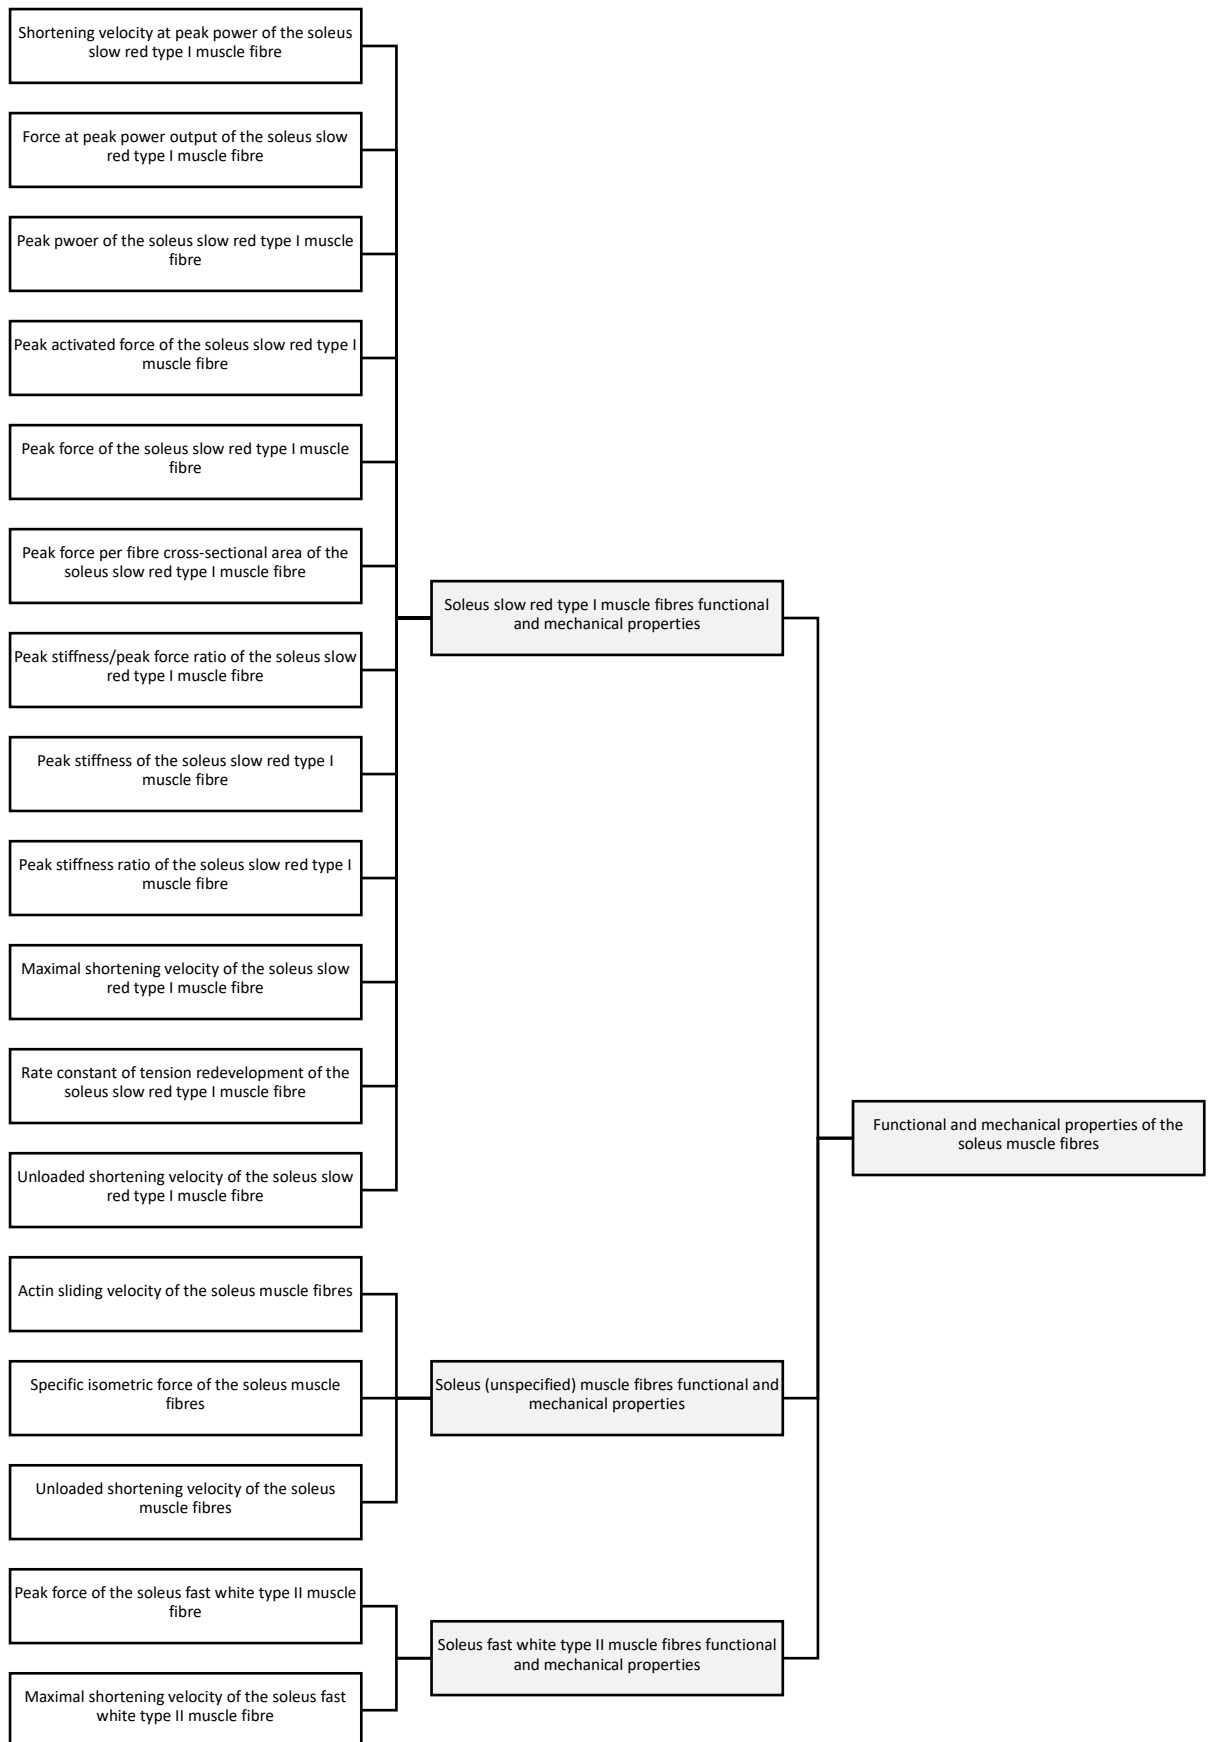 Shortening velocity at peak power of the soleus
slow red type I muscle fibre
Force at peak power output of the soleus slow
red type I muscle fibre
Peak pwoer of the soleus slow red type I muscle
fibre
Peak activated force of the soleus slow red type I
muscle fibre
Peak force of the soleus slow red type I muscle
fibre
Peak force per fibre cross-sectional area of the
soleus slow red type I muscle fibre
Peak stiffness/peak force ratio of the soleus slow
red type I muscle fibre
Peak stiffness of the soleus slow red type I
muscle fibre
Peak stiffness ratio of the soleus slow red type I
muscle fibre
Maximal shortening velocity of the soleus slow
red type I muscle fibre
Rate constant of tension redevelopment of the
soleus slow red type I muscle fibre
Unloaded shortening velocity of the soleus slow
red type I muscle fibre
Actin sliding velocity of the soleus muscle fibres
Specific isometric force of the soleus muscle
fibres
Unloaded shortening velocity of the soleus
muscle fibres
Peak force of the soleus fast white type II muscle
fibre
Maximal shortening velocity of the soleus fast
white type II muscle fibre
Soleus slow red type I muscle fibres functional
and mechanical properties
Soleus (unspecified) muscle fibres functional and
mechanical properties
Soleus fast white type II muscle fibres functional
and mechanical properties
Functional and mechanical properties of the
soleus muscle fibres